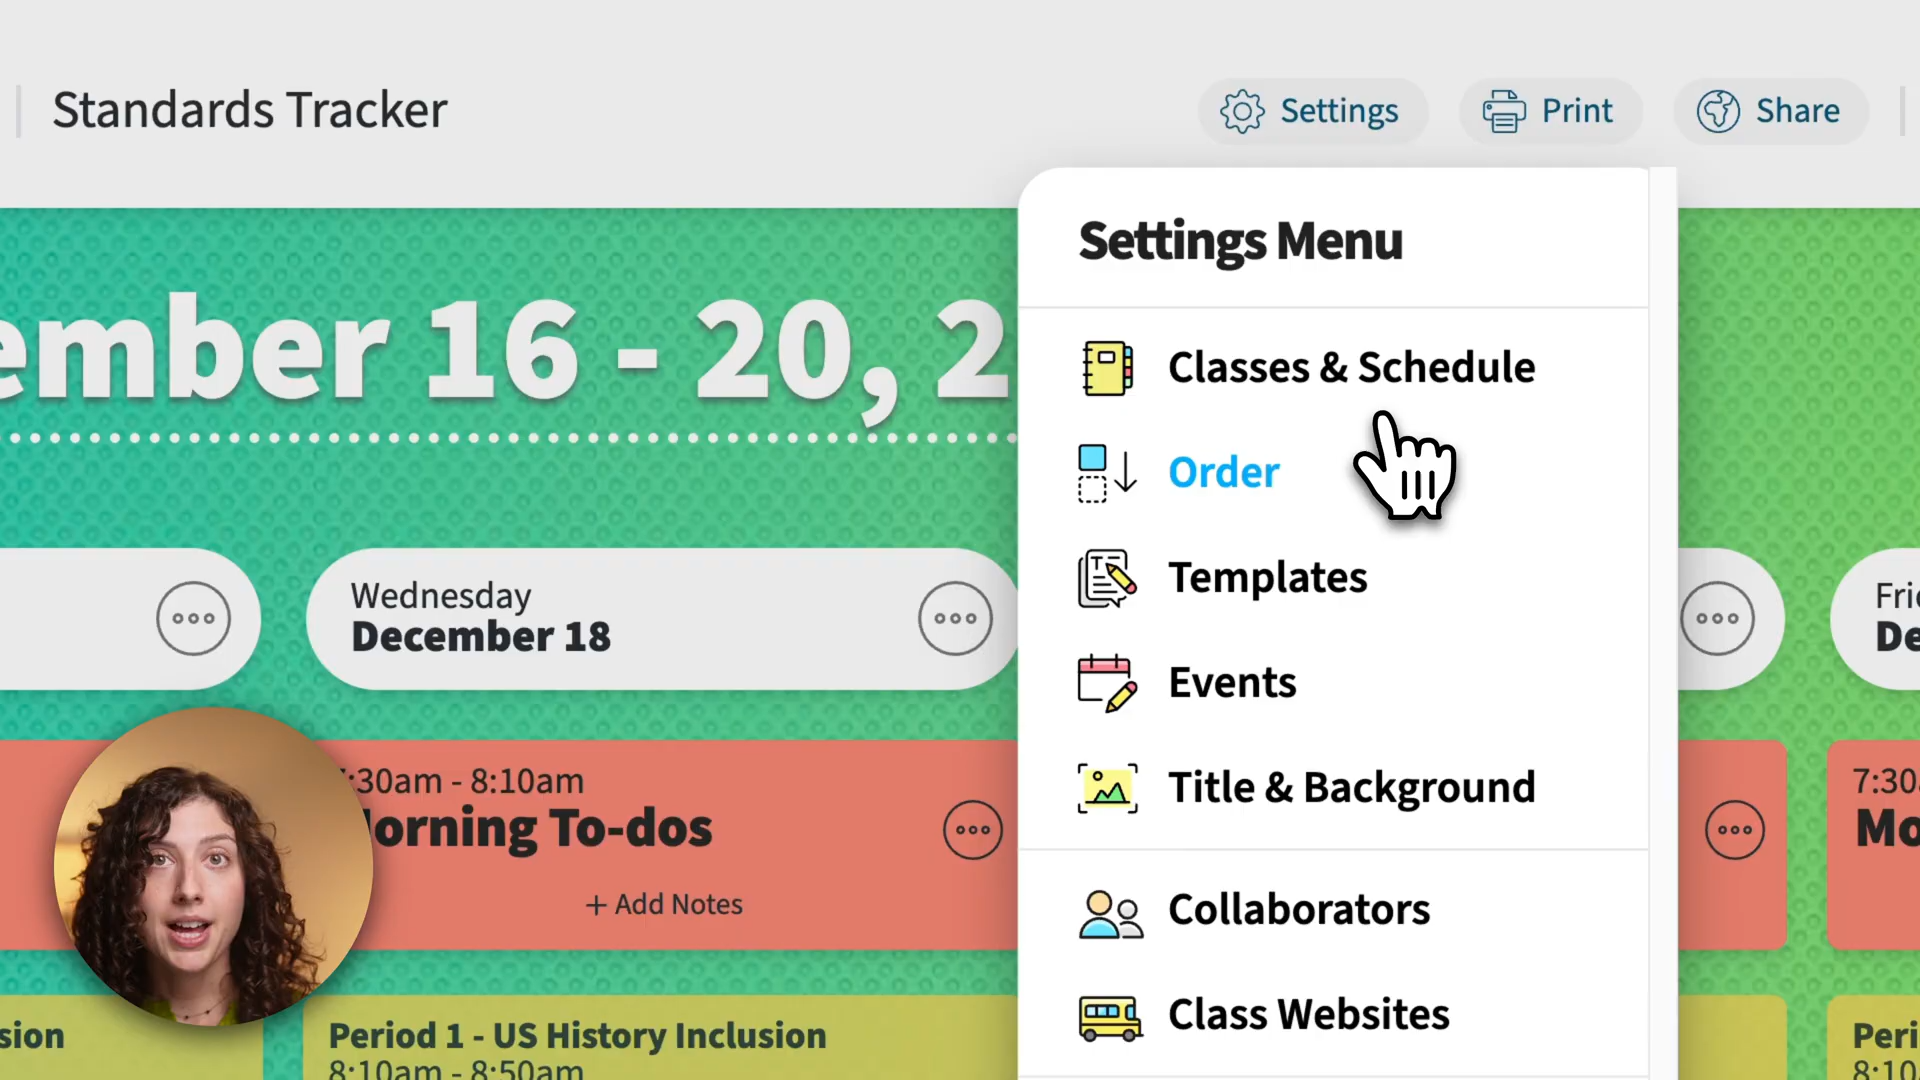 Standards Tracker
Settings
Print
Share
Settings Menu
Classes & Schedule
Order
Templates
Events
Title & Background
Collaborators
Class Websites
ember 16 - 20, 2
Wednesday
December 18
Fri
De
:30am - 8:10am
orning To-dos
+ Add Notes
7:30
Mo
sion
Period 1 - US History Inclusion
8:10am - 8:50am
Peri
8:10